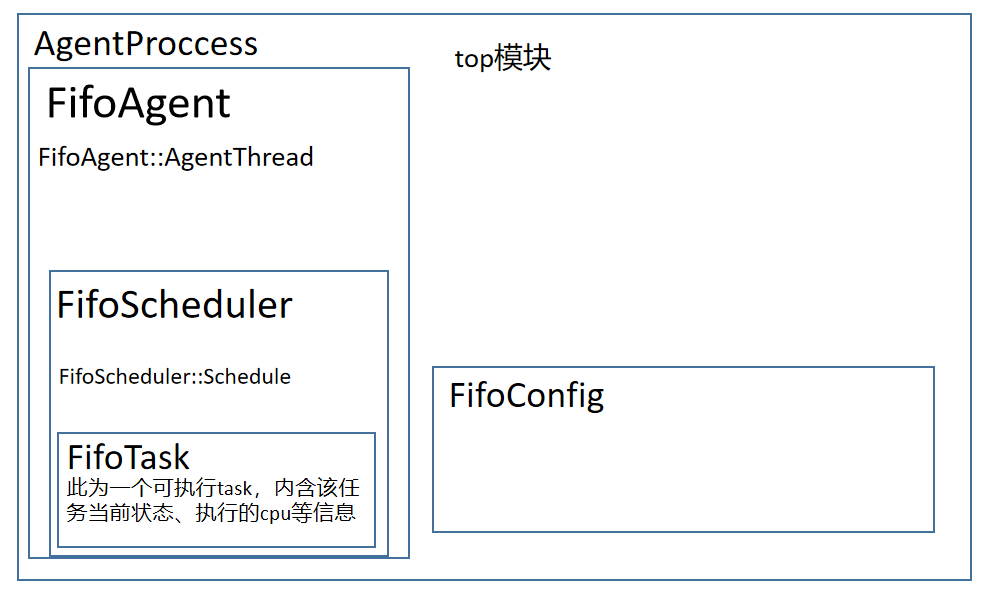 AgentProccess
top模块
FifoAgent
FifoAgent::AgentThread
FifoScheduler
FifoScheduler::Schedule
FifoConfig
FifoTask
此为一个可执行task，内含该任
务当前状态、执行的cpu等信息